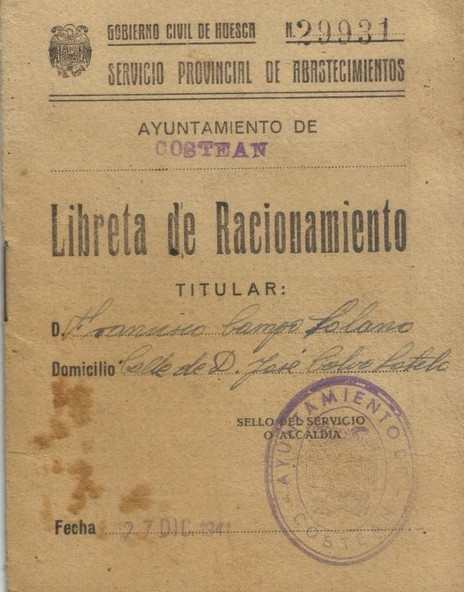 GOBIERNO CIVIL DE HUESCA N. 29931
SERVICIO PROVINCIAL DE ABASTECIMIENTOS
AYUNTAMIENTO DE
COSTEAN
Libreta de Racionamiento
TITULAR:
D. Francisco Campo Solano
Domicilio Calle de D. José Calvo Sotelo
SELLO DEL SERVICIO
O ALCALDIA
AYUNTAMIENTO
Fecha 27 DIC